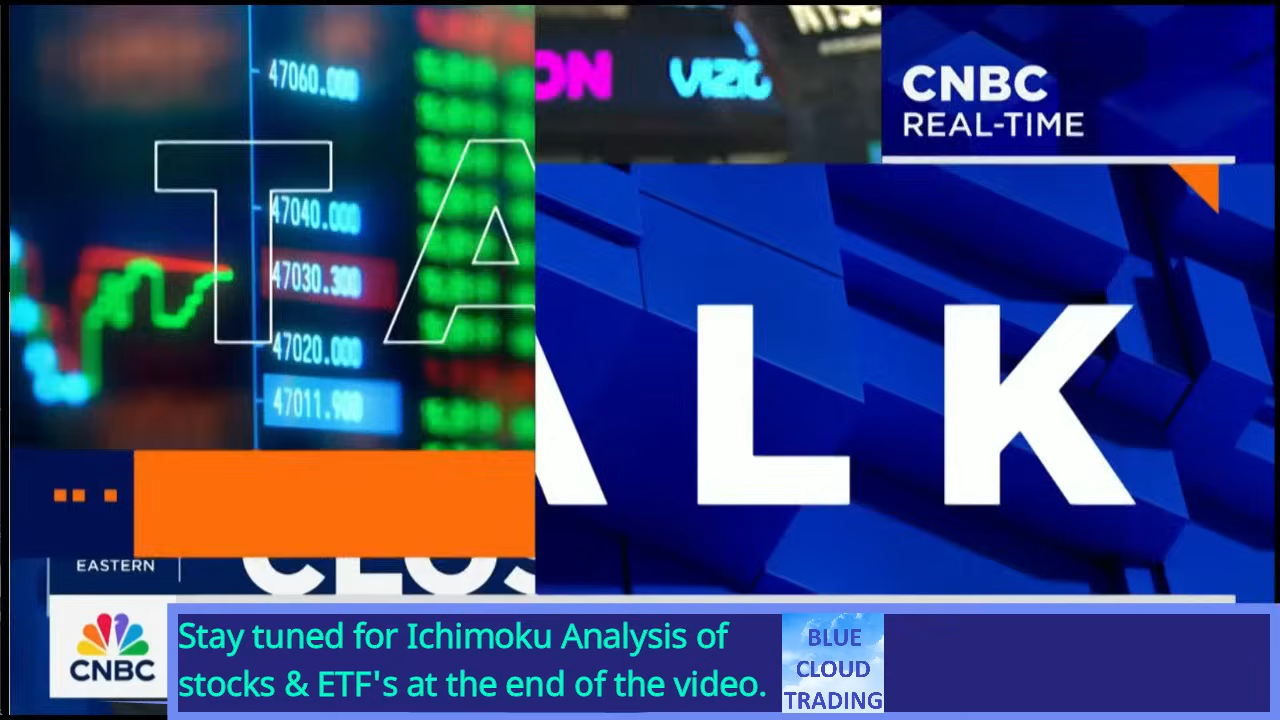 47060.000
47040.000
47030.300
47020.000
47011.900
TA
ON
VIZIO
CNBC
REAL-TIME
ALK
EASTERN
CLOS
CNBC
Stay tuned for Ichimoku Analysis of
stocks & ETF's at the end of the video.
BLUE
CLOUD
TRADING